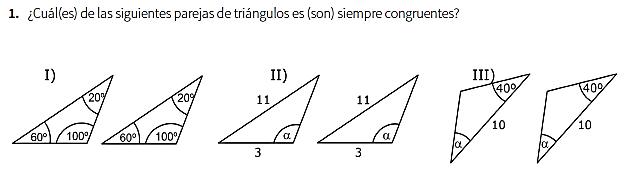 1. ¿Cuál(es) de las siguientes parejas de triángulos es (son) siempre congruentes?
I) II) III)
20º 20º 40º 40º
11 11
10 10
60º 100º 60º 100º α α α α
3 3